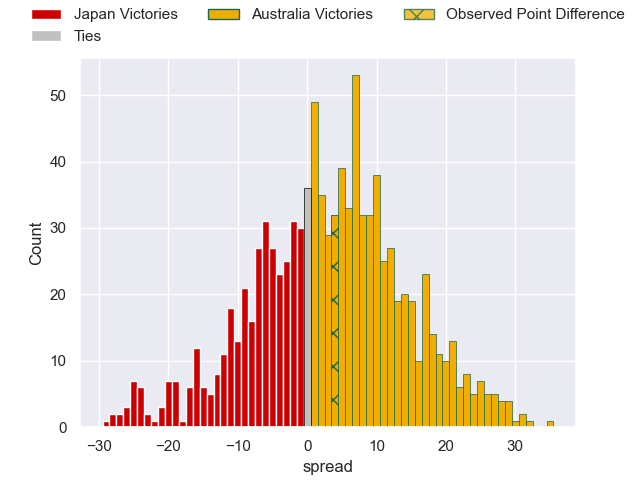 Japan Victories
Australia Victories
Observed Point Difference
Ties
Count
50
40
30
20
10
0
−30
−20
−10
0
10
20
30
spread